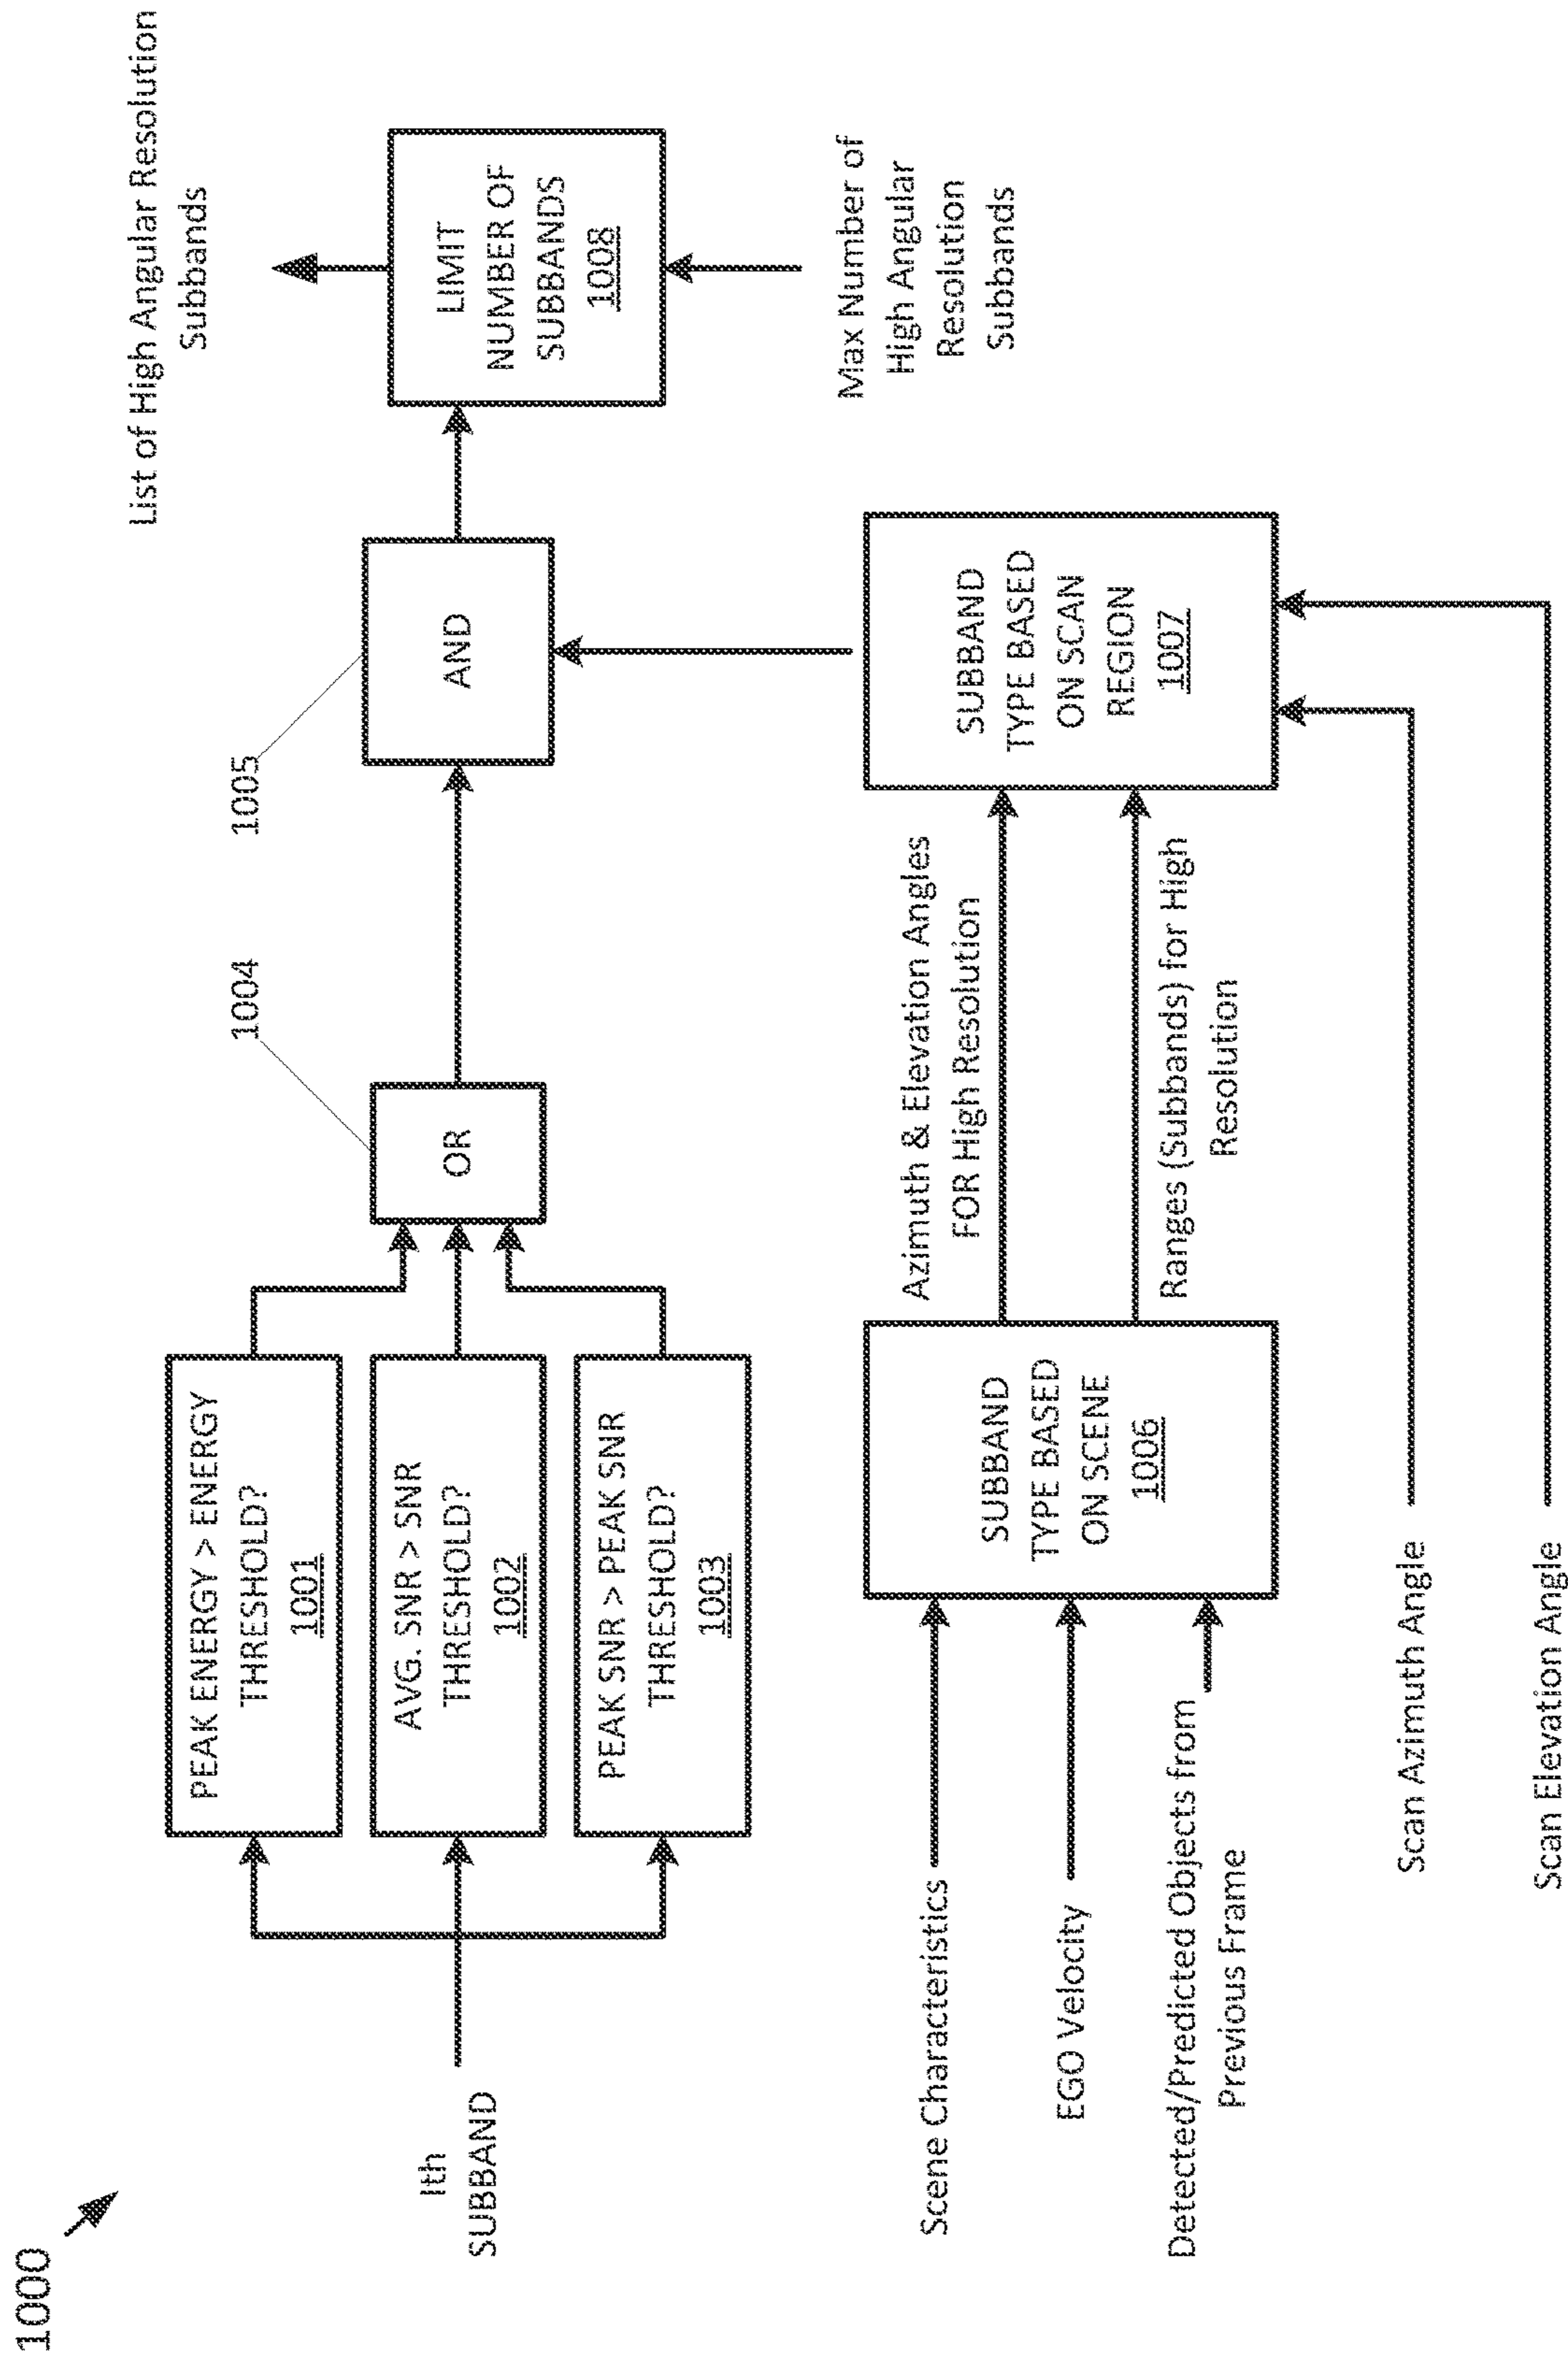 1000
Ith
SUBBAND
PEAK ENERGY > ENERGY
THRESHOLD?
1001
AVG. SNR > SNR
THRESHOLD?
1002
PEAK SNR > PEAK SNR
THRESHOLD?
1003
1004
OR
1005
AND
List of High Angular Resolution
Subbands
LIMIT
NUMBER OF
SUBBANDS
1008
Max Number of
High Angular
Resolution
Subbands
Scene Characteristics
EGO Velocity
Detected/Predicted Objects from
Previous Frame
SUBBAND
TYPE BASED
ON SCENE
1006
Azimuth & Elevation Angles
FOR High Resolution
Ranges (Subbands) for High
Resolution
SUBBAND
TYPE BASED
ON SCAN
REGION
1007
Scan Azimuth Angle
Scan Elevation Angle